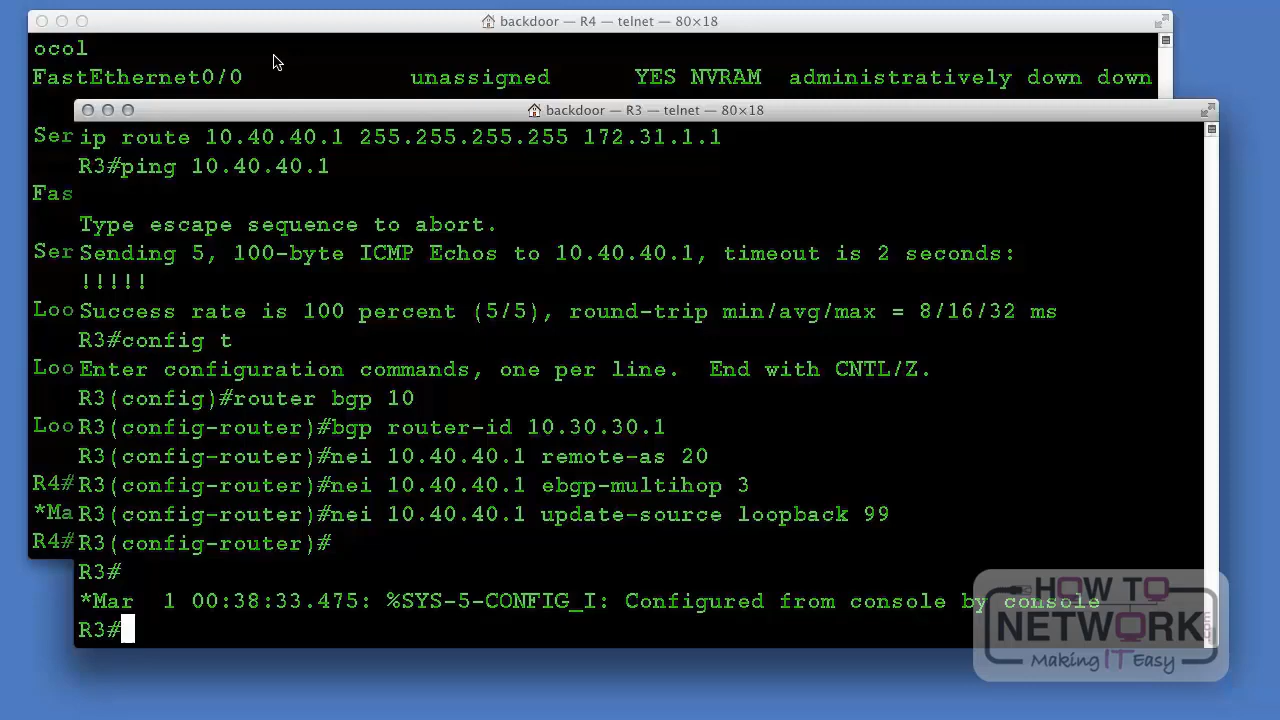 backdoor — R4 — telnet — 80×18
ocol
FastEthernet0/0 unassigned YES NVRAM administratively down down
backdoor — R3 — telnet — 80×18
Ser
ip route 10.40.40.1 255.255.255.255 172.31.1.1
R3#ping 10.40.40.1
Fas
Type escape sequence to abort.
Ser
Sending 5, 100-byte ICMP Echos to 10.40.40.1, timeout is 2 seconds:
!!!!!
Loo
Success rate is 100 percent (5/5), round-trip min/avg/max = 8/16/32 ms
R3#config t
Loo
Enter configuration commands, one per line.  End with CNTL/Z.
R3(config)#router bgp 10
Loo
R3(config-router)#bgp router-id 10.30.30.1
R3(config-router)#nei 10.40.40.1 remote-as 20
R4#
R3(config-router)#nei 10.40.40.1 ebgp-multihop 3
*Ma
R3(config-router)#nei 10.40.40.1 update-source loopback 99
R4#
R3(config-router)#
R3#
*Mar  1 00:38:33.475: %SYS-5-CONFIG_I: Configured from console by console
R3#
HOW TO
NETWORK
.com
Making IT Easy